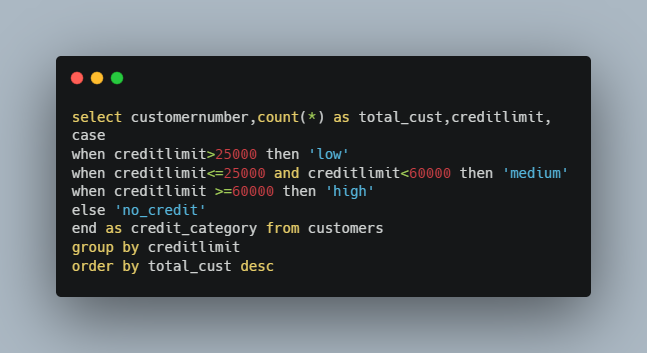 select customernumber,count(*) as total_cust,creditlimit,
case
when creditlimit>25000 then 'low'
when creditlimit<=25000 and creditlimit<60000 then 'medium'
when creditlimit >=60000 then 'high'
else 'no_credit'
end as credit_category from customers
group by creditlimit
order by total_cust desc